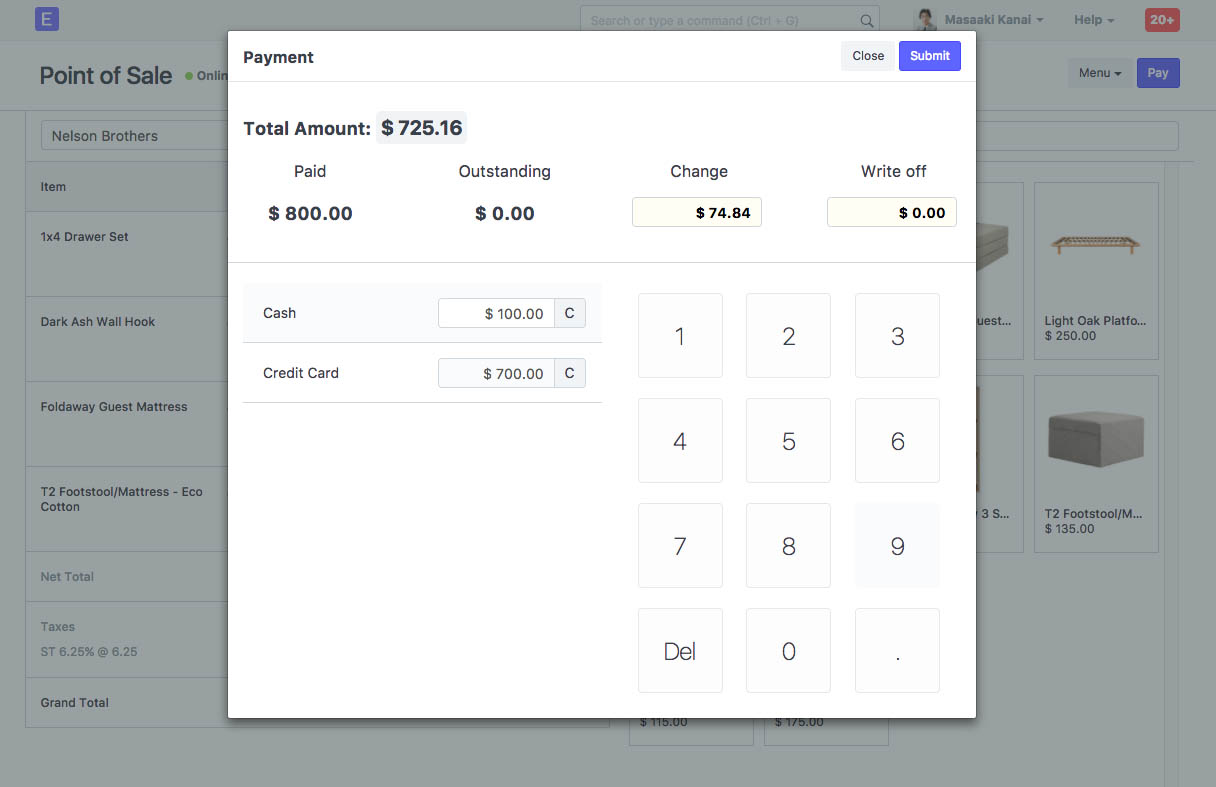 E
Search or type a command (Ctrl + G)
Masaaki Kanai
Help
20+
Point of Sale
Menu
Pay
Nelson Brothers
Item
1x4 Drawer Set
Dark Ash Wall Hook
Foldaway Guest Mattress
T2 Footstool/Mattress - Eco
Cotton
Net Total
Taxes
ST 6.25% @ 6.25
Grand Total
Payment
Close
Submit
Total Amount: $ 725.16
Paid
Outstanding
Change
Write off
$ 800.00
$ 0.00
$ 74.84
$ 0.00
Cash
$ 100.00
C
Credit Card
$ 700.00
C
1
2
3
4
5
6
7
8
9
Del
0
.
Light Oak Platfo...
$ 250.00
3 S...
T2 Footstool/M...
$ 135.00
$ 115.00
$ 175.00